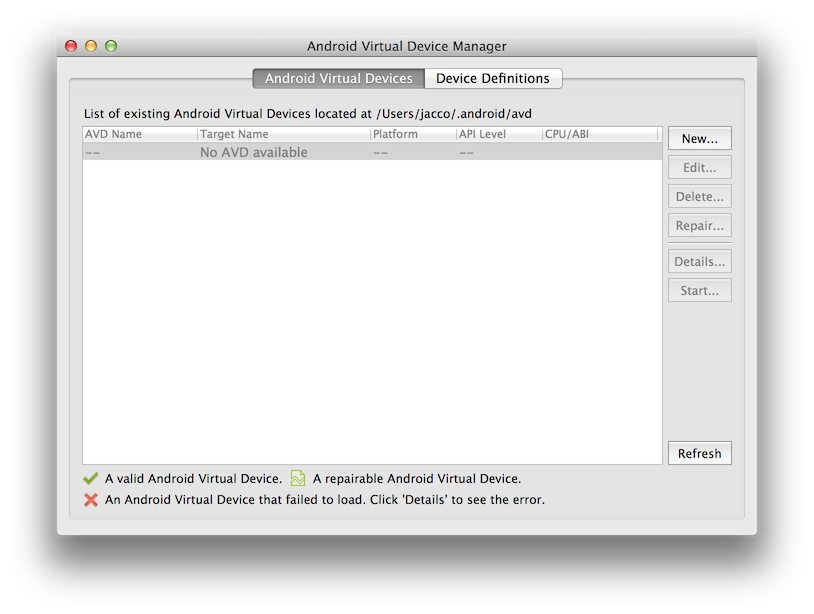 Android Virtual Device Manager
Android Virtual Devices Device Definitions
List of existing Android Virtual Devices located at /Users/jacco/.android/avd
AVD Name Target Name Platform API Level CPU/ABI
-- No AVD available -- --
New...
Edit...
Delete...
Repair...
Details...
Start...
Refresh
A valid Android Virtual Device. A repairable Android Virtual Device.
An Android Virtual Device that failed to load. Click 'Details' to see the error.